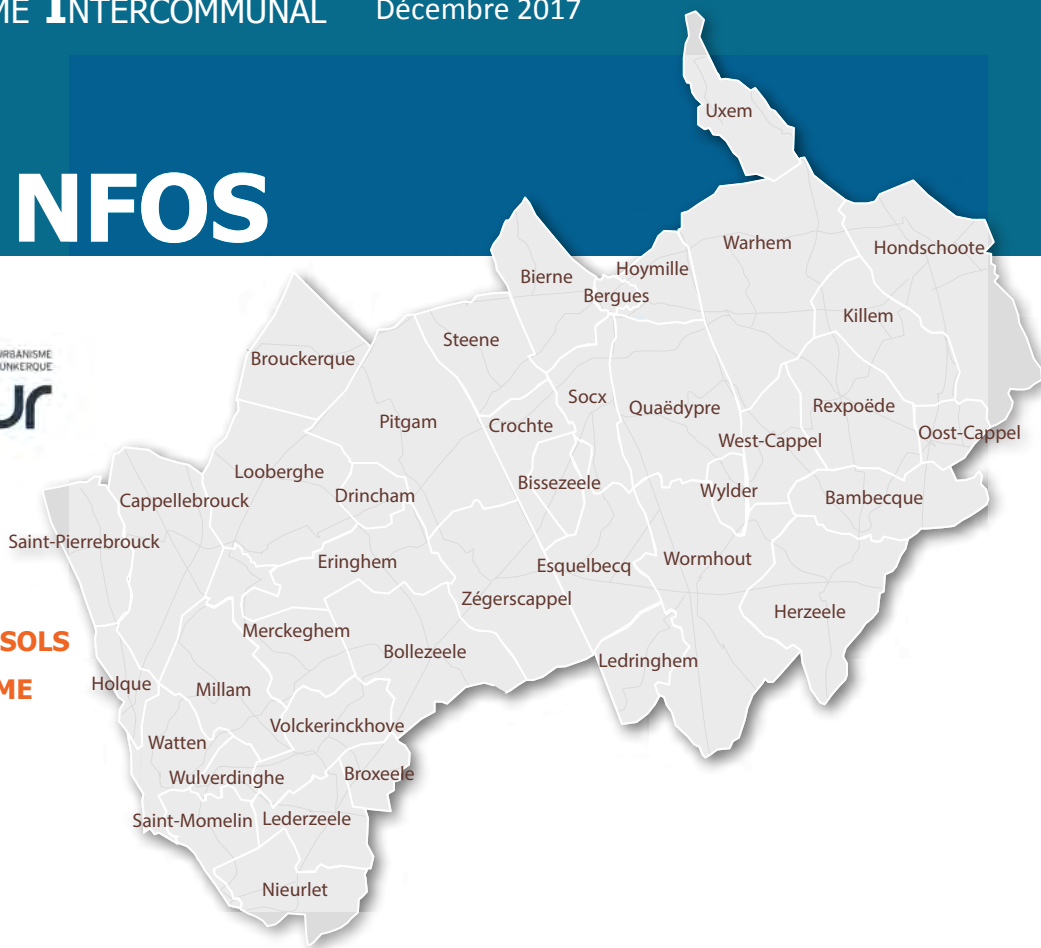 ME INTERCOMMUNAL Décembre 2017
NFOS
URBANISME
UNKERQUE
ur
SOLS
ME
Uxem
Warhem
Hondschoote
Hoymille
Bierne
Bergues
Killem
Steene
Brouckerque
Socx
Quaëdypre
Rexpoëde
Pitgam
Crochte
West-Cappel
Oost-Cappel
Looberghe
Bissezeele
Wylder
Drincham
Bambecque
Cappellebrouck
Saint-Pierrebrouck
Eringhem
Esquelbecq
Wormhout
Zégerscappel
Herzeele
Merckeghem
Bollezeele
Ledringhem
Holque
Millam
Volckerinckhove
Watten
Wulverdinghe
Broxeele
Saint-Momelin
Lederzeele
Nieurlet